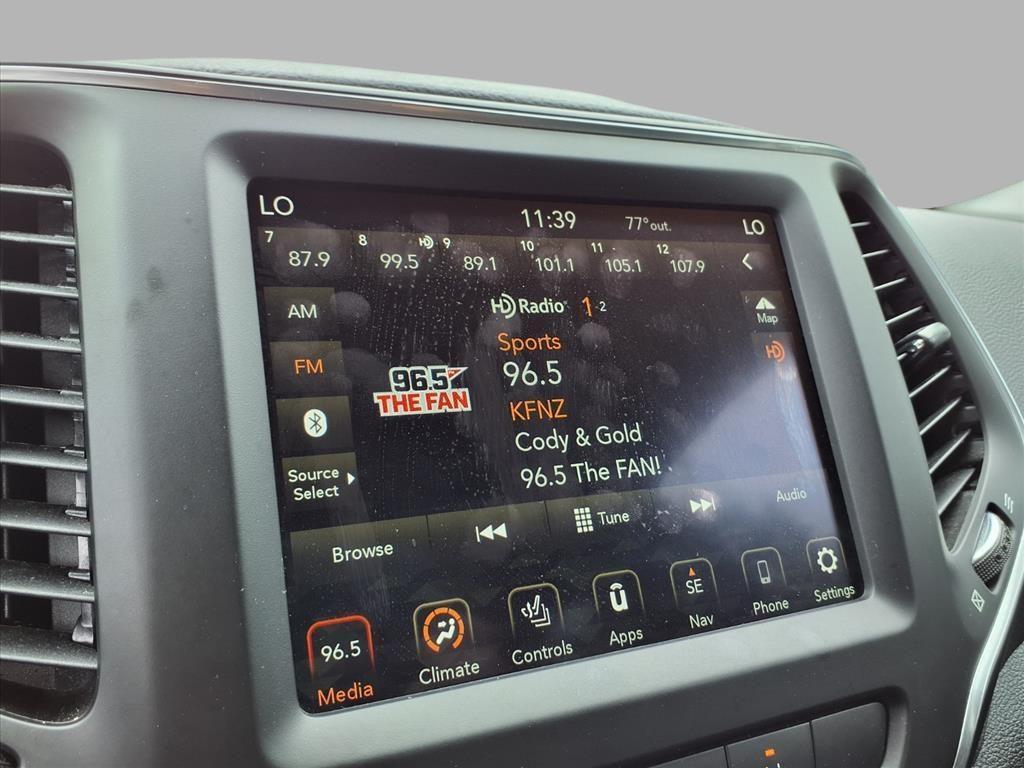 LO 11:39 77° out. LO
7 87.9 8 99.5 HD 9 89.1 10 101.1 11 105.1 12 107.9 <
AM HD Radio 1 -2 Map
Sports HD
FM 96.5 THE FAN 96.5
KFNZ
Cody & Gold
Source Select 96.5 The FAN!
Browse Tune Audio
96.5 û SE
Media Climate Controls Apps Nav Phone Settings